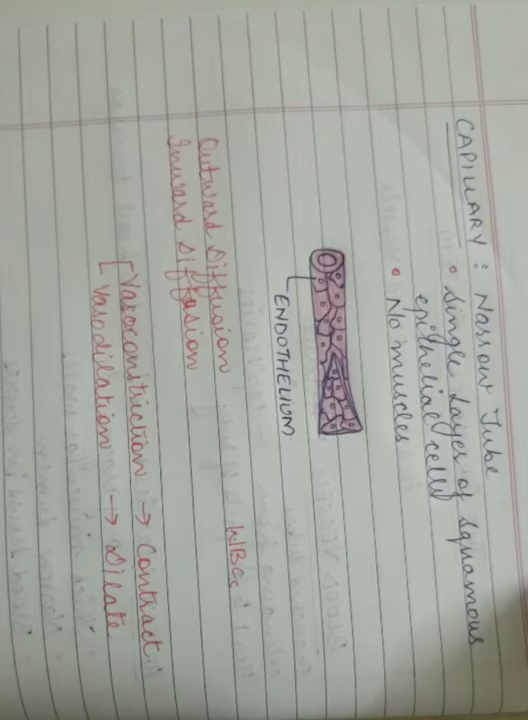 CAPILLARY : Narrow Tube
• Single layer of Squamous
epithelial cells
• No muscles
ENDOTHELIUM
WBCs
Outward Diffusion
Inward Diffusion
[ Vasoconstriction → Contract
Vasodilation → Dilate